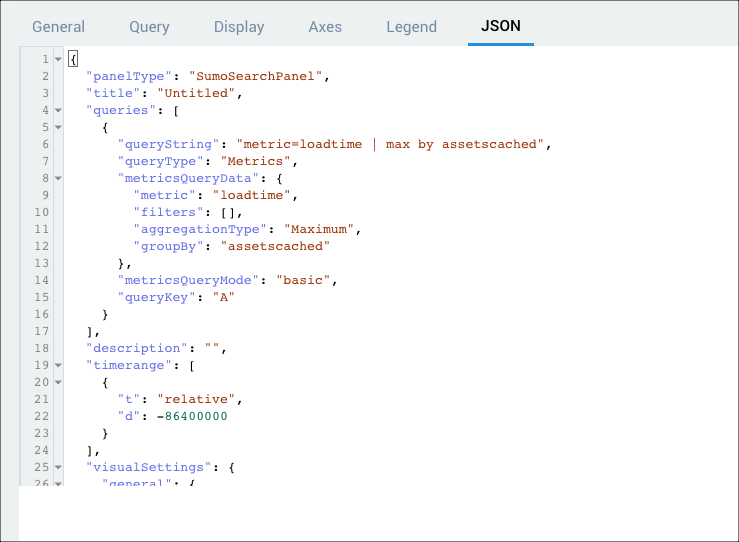 General Query Display Axes Legend JSON
1 {
2 "panelType": "SumoSearchPanel",
3 "title": "Untitled",
4 "queries": [
5 {
6 "queryString": "metric=loadtime | max by assetscached",
7 "queryType": "Metrics",
8 "metricsQueryData": {
9 "metric": "loadtime",
10 "filters": [],
11 "aggregationType": "Maximum",
12 "groupBy": "assetscached"
13 },
14 "metricsQueryMode": "basic",
15 "queryKey": "A"
16 }
17 ],
18 "description": "",
19 "timerange": [
20 {
21 "t": "relative",
22 "d": -86400000
23 }
24 ],
25 "visualSettings": {
26 "general": {